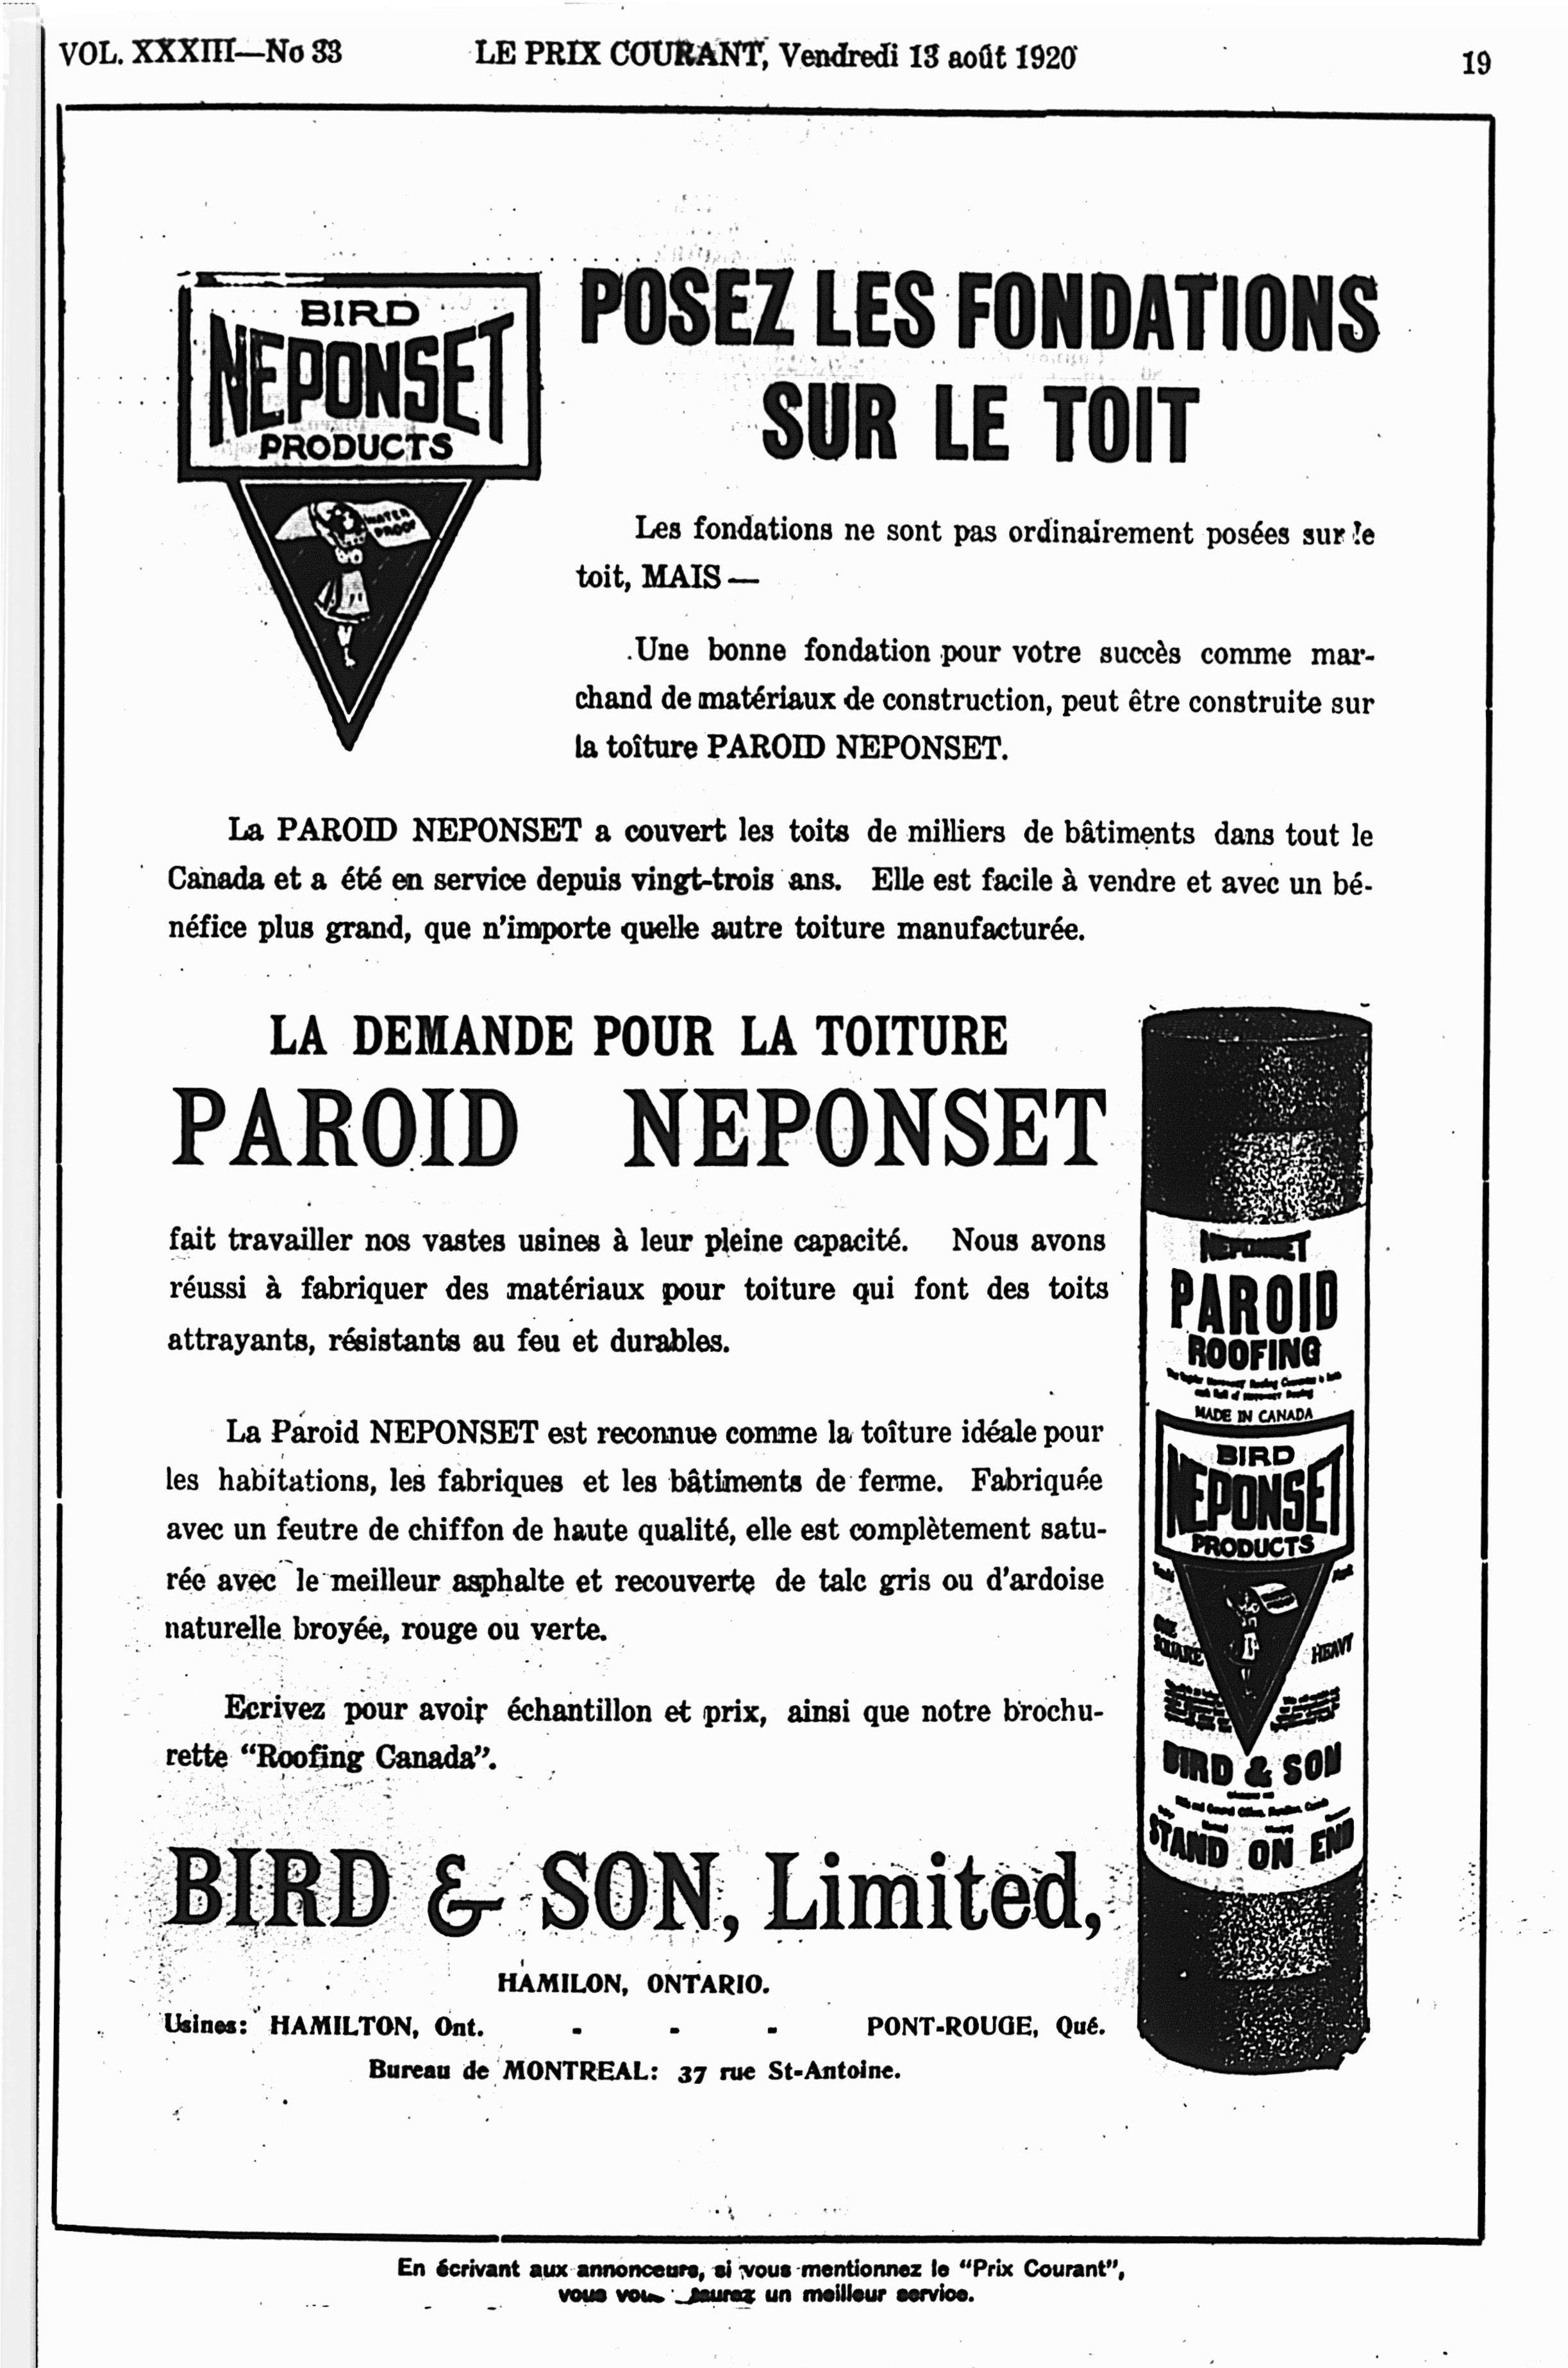 VOL. XXXIII—No 33 LE PRIX COURANT, Vendredi 13 août 1920 19
BIRD
NEPONSET
PRODUCTS
WATER
PROOF
POSEZ LES FONDATIONS
SUR LE TOIT
Les fondations ne sont pas ordinairement posées sur le
toit, MAIS —
Une bonne fondation pour votre succès comme mar-
chand de matériaux de construction, peut être construite sur
la toîture PAROID NEPONSET.
La PAROID NEPONSET a couvert les toits de milliers de bâtiments dans tout le
Canada et a été en service depuis vingt-trois ans. Elle est facile à vendre et avec un bé-
néfice plus grand, que n'importe quelle autre toiture manufacturée.
LA DEMANDE POUR LA TOITURE
PAROID NEPONSET
fait travailler nos vastes usines à leur pleine capacité. Nous avons
réussi à fabriquer des matériaux pour toiture qui font des toits
attrayants, résistants au feu et durables.
La Paroid NEPONSET est reconnue comme la toîture idéale pour
les habitations, les fabriques et les bâtiments de ferme. Fabriquée
avec un feutre de chiffon de haute qualité, elle est complètement satu-
rée avec le meilleur asphalte et recouverte de talc gris ou d'ardoise
naturelle broyée, rouge ou verte.
Ecrivez pour avoir échantillon et prix, ainsi que notre brochu-
rette "Roofing Canada".
BIRD & SON, Limited,
HAMILON, ONTARIO.
Usines: HAMILTON, Ont. - - - PONT-ROUGE, Qué.
Bureau de MONTREAL: 37 rue St-Antoine.
NEPONSET
PAROID
ROOFING
MADE IN CANADA
BIRD
NEPONSET
PRODUCTS
ONE
SQUARE
HEAVY
BIRD & SON
STAND ON END
En écrivant aux annonceurs, si vous mentionnez le "Prix Courant",
vous un meilleur service.